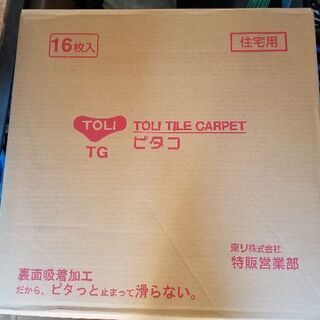 16枚入
住宅用
TOLI
TG
TOLI TILE CARPET
ピタコ
東リ株式会社
特販営業部
裏面吸着加工
だから、ピタっと止まって滑らない。